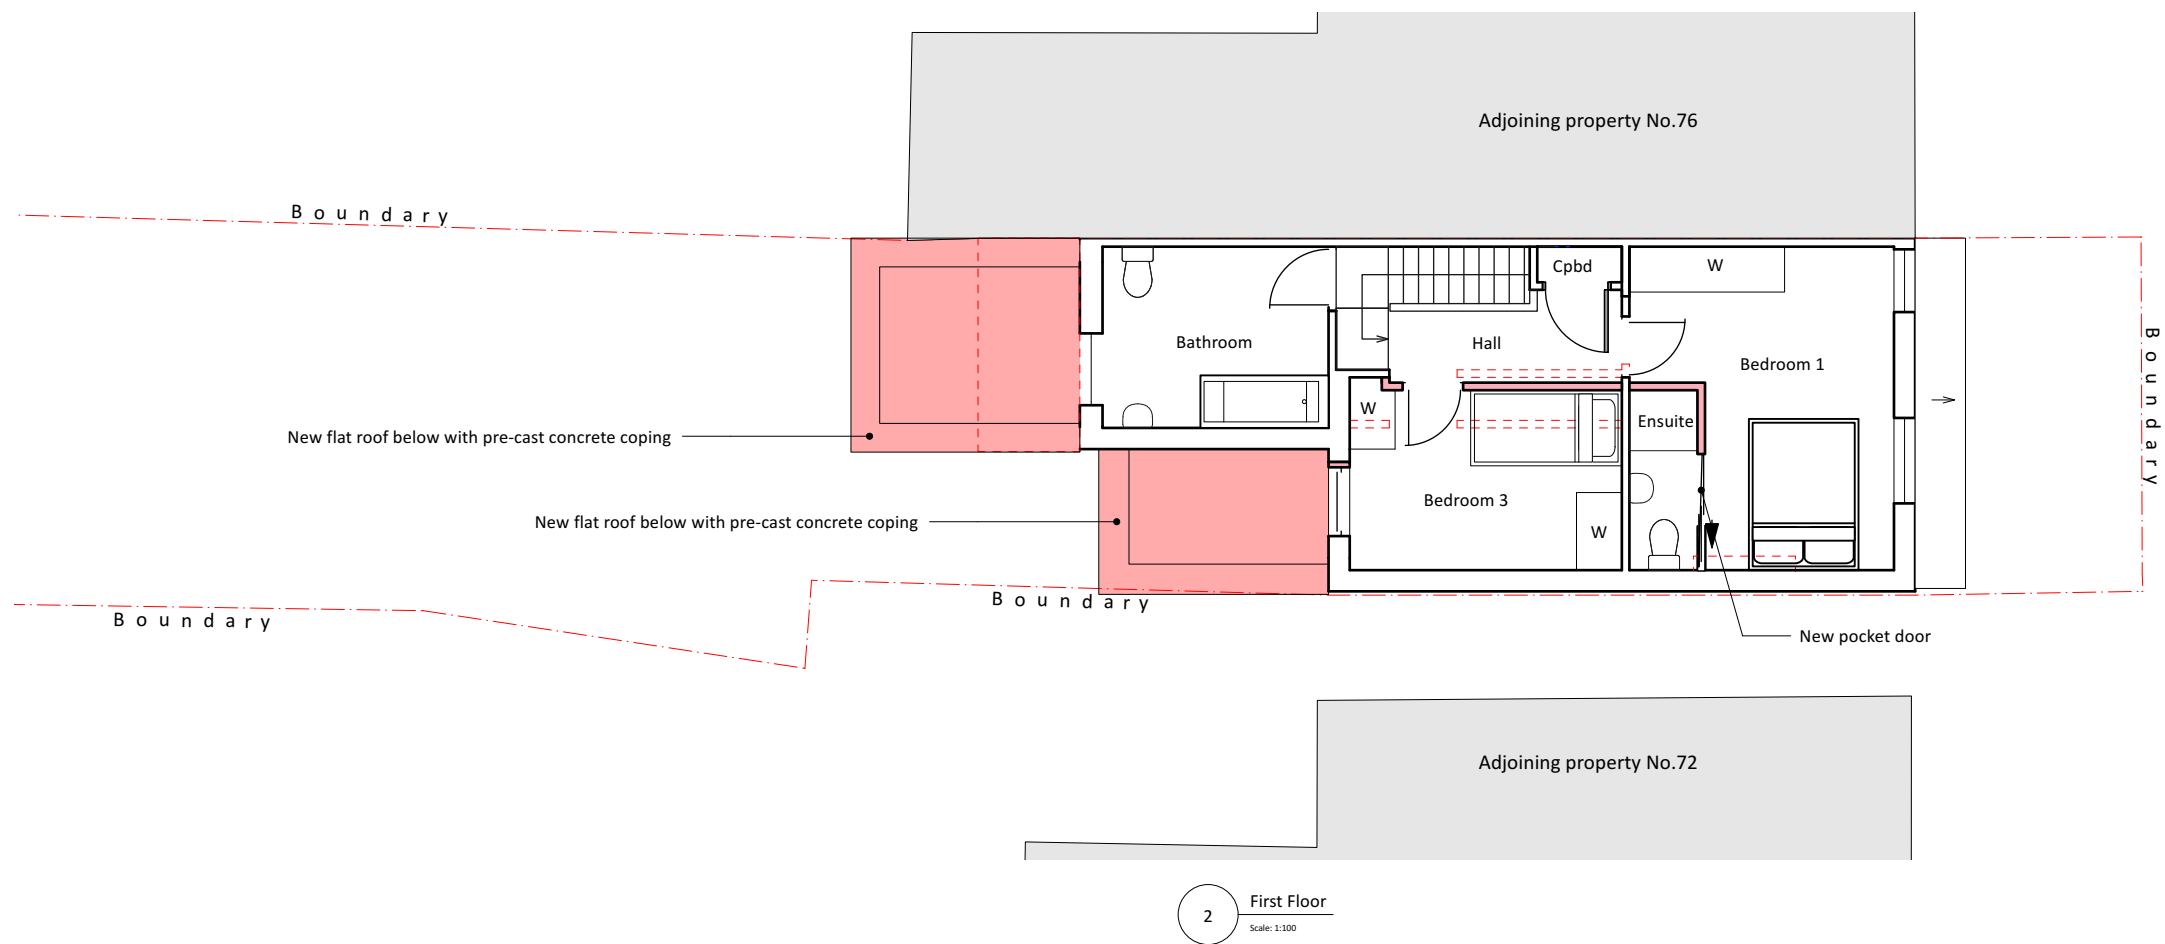 Adjoining property No.76
Boundary
Cpbd
W
Bathroom
Hall
Bedroom 1
Boundary
W
Ensuite
New flat roof below with pre-cast concrete coping
Bedroom 3
New flat roof below with pre-cast concrete coping
W
Boundary
Boundary
New pocket door
Adjoining property No.72
2
First Floor
Scale: 1:100